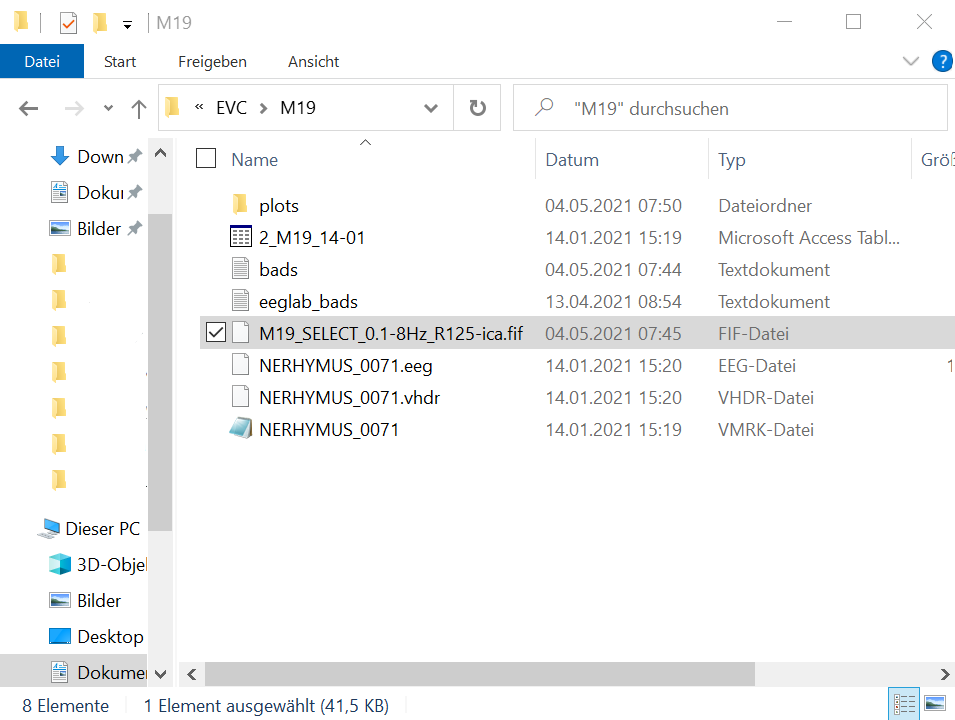 M19
Datei Start Freigeben Ansicht ?
« EVC > M19 "M19" durchsuchen
Name Datum Typ
plots 04.05.2021 07:50 Dateiordner
2_M19_14-01 14.01.2021 15:19 Microsoft Access Tabl...
bads 04.05.2021 07:44 Textdokument
eeglab_bads 13.04.2021 08:54 Textdokument
M19_SELECT_0.1-8Hz_R125-ica.fif 04.05.2021 07:45 FIF-Datei
NERHYMUS_0071.eeg 14.01.2021 15:20 EEG-Datei 1
NERHYMUS_0071.vhdr 14.01.2021 15:20 VHDR-Datei
NERHYMUS_0071 14.01.2021 15:19 VMRK-Datei
Down
Doku
Bilder
Dieser PC
3D-Obje
Bilder
Desktop
Dokume
8 Elemente 1 Element ausgewählt (41,5 KB)